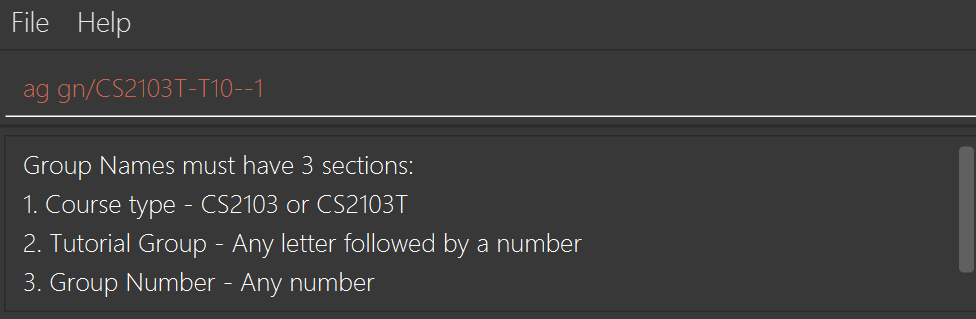 File Help
ag gn/CS2103T-T10--1
Group Names must have 3 sections:
1. Course type - CS2103 or CS2103T
2. Tutorial Group - Any letter followed by a number
3. Group Number - Any number